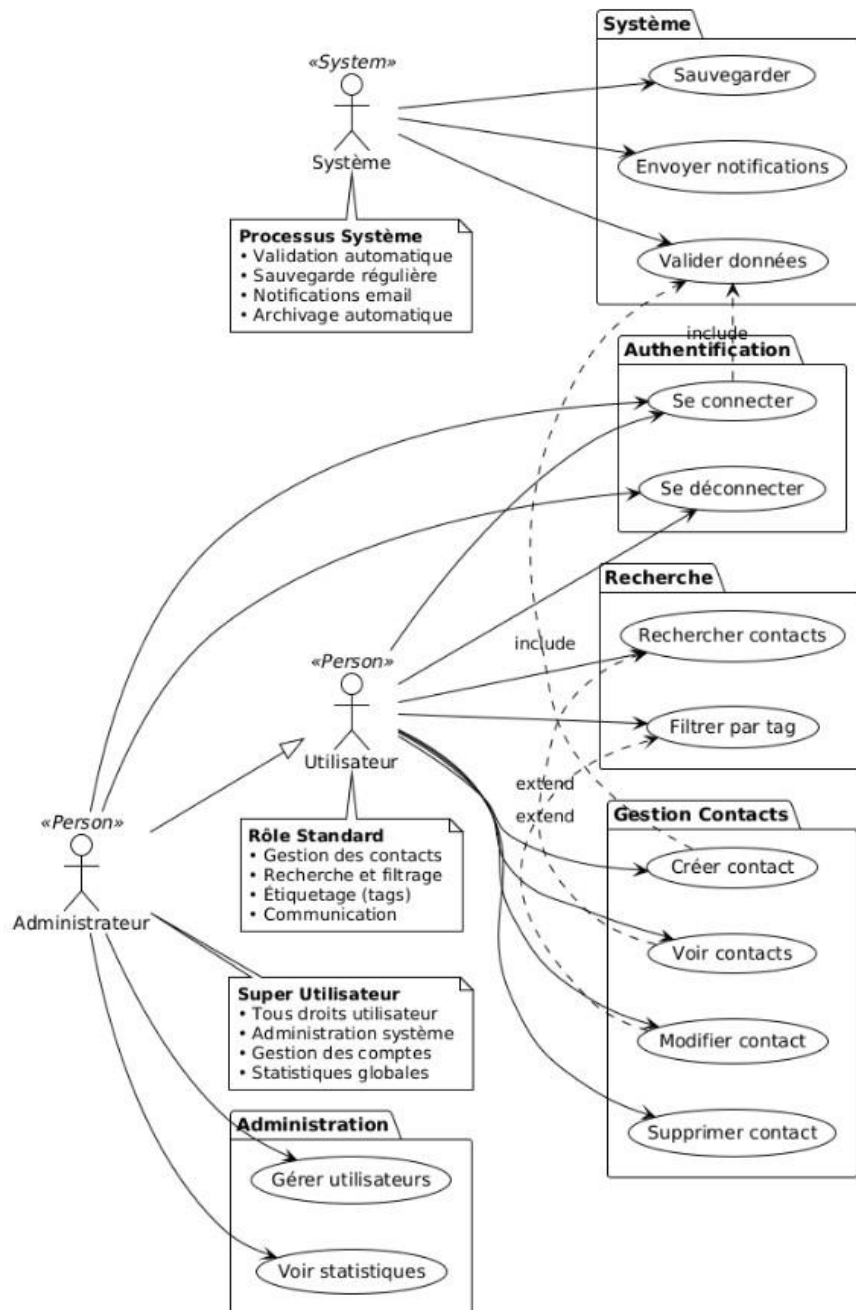 Système
«System»
Sauvegarder
Système
Envoyer notifications
Processus Système
• Validation automatique
• Sauvegarde régulière
• Notifications email
• Archivage automatique
Valider données
include
Authentification
Se connecter
Se déconnecter
Recherche
Rechercher contacts
include
«Person»
Utilisateur
Filtrer par tag
extend
extend
Rôle Standard
• Gestion des contacts
• Recherche et filtrage
• Étiquetage (tags)
• Communication
«Person»
Administrateur
Gestion Contacts
Créer contact
Voir contacts
Modifier contact
Supprimer contact
Super Utilisateur
• Tous droits utilisateur
• Administration système
• Gestion des comptes
• Statistiques globales
Administration
Gérer utilisateurs
Voir statistiques